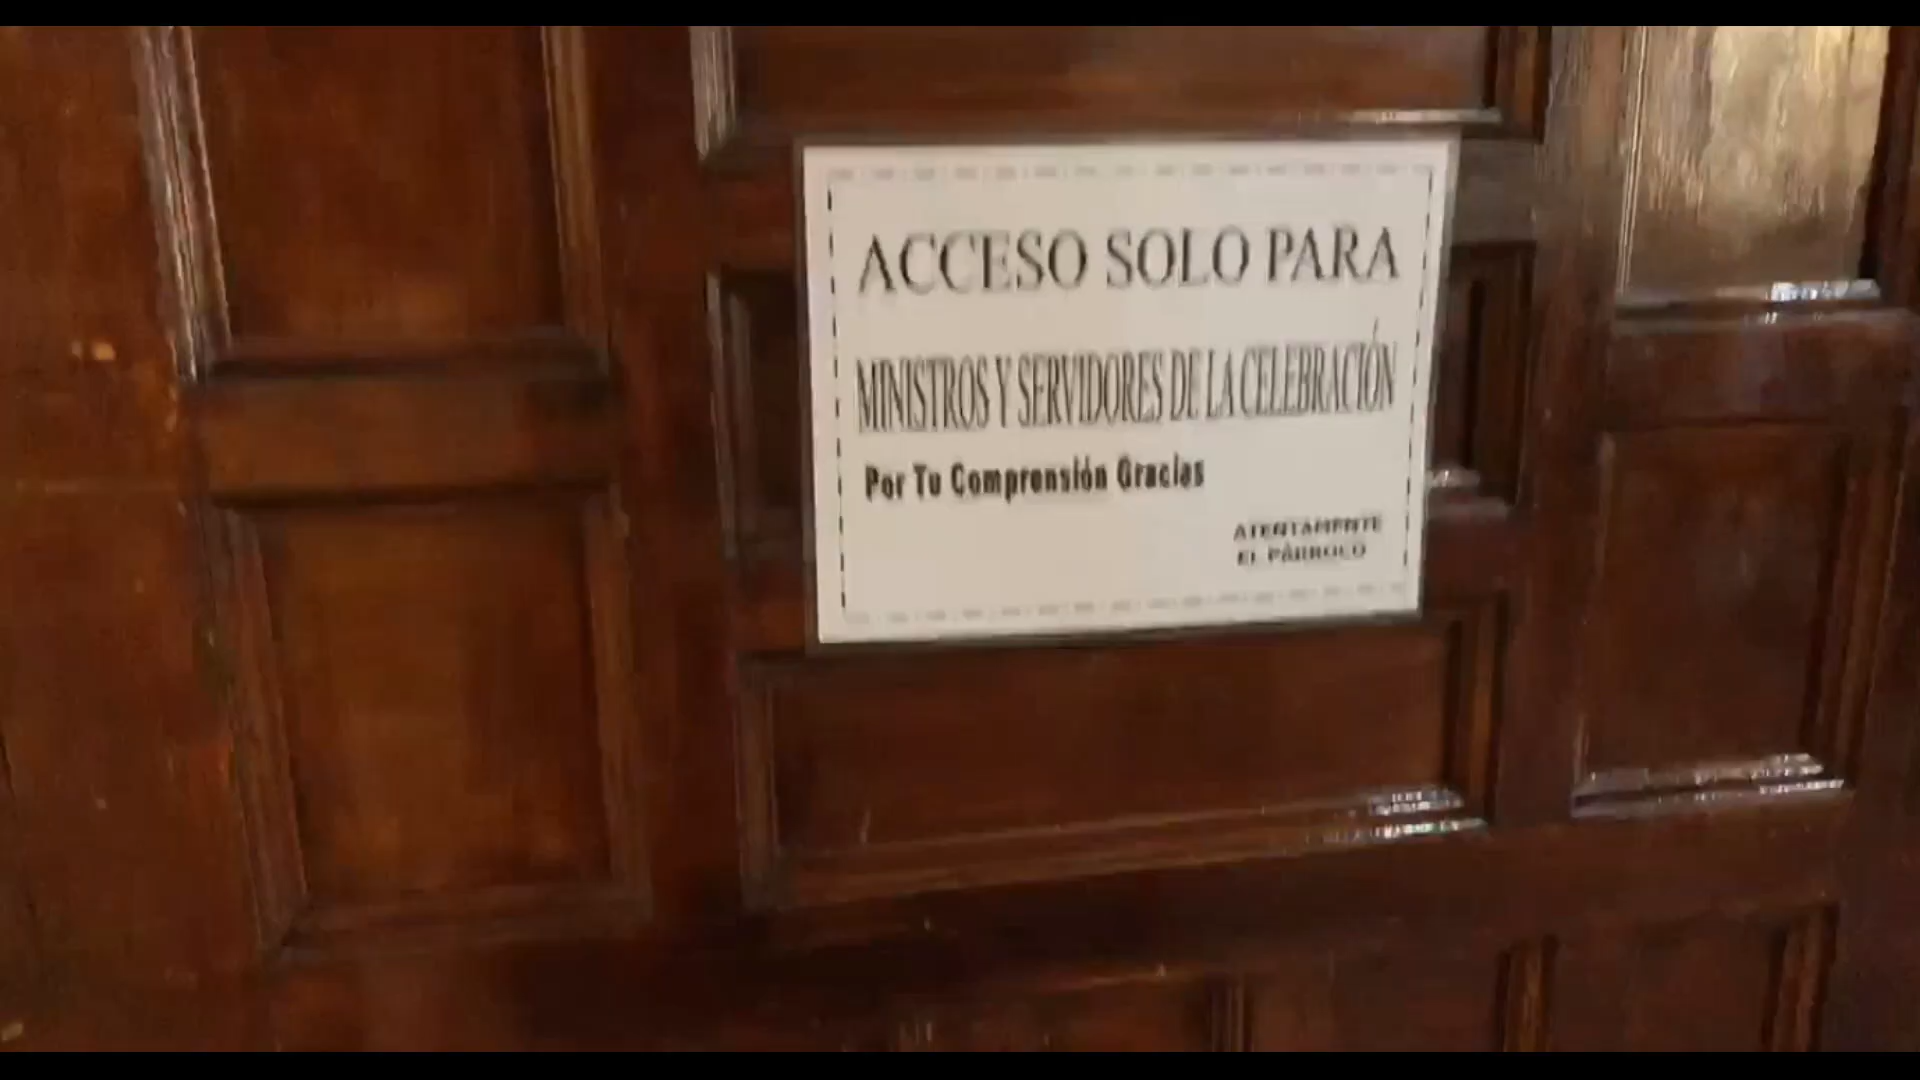 ACCESO SOLO PARA
MINISTROS Y SERVIDORES DE LA CELEBRACIÓN
Por Tu Comprensión Gracias
ATENTAMENTE
EL PÁRROCO